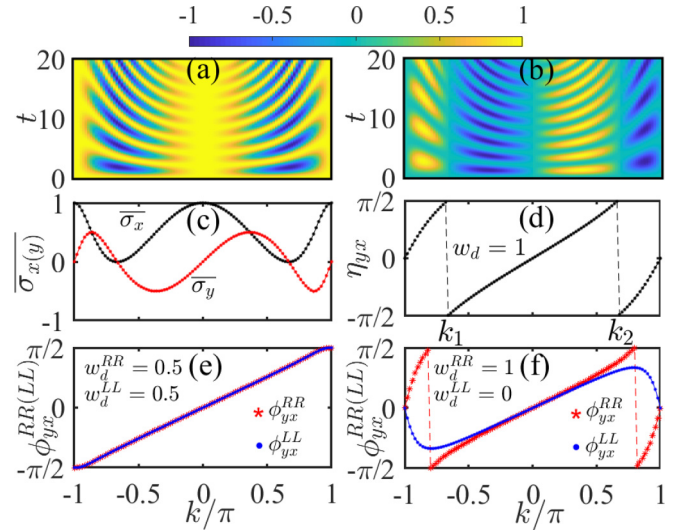 -1 -0.5 0 0.5 1
20 (a) 20 (b)
t 10 t 10
0 0
1 (c) π/2 (d)
σ̅x(y) 0 σ̅x σ̅y ηyx 0 wd = 1
-1 -π/2 k1 k2
π/2 (e) π/2 (f)
wdRR = 0.5 wdRR = 1
wdLL = 0.5 wdLL = 0
ϕyxRR(LL) 0 * ϕyxRR ϕyxRR(LL) 0 * ϕyxRR
• ϕyxLL • ϕyxLL
-π/2 -π/2
-1 -0.5 0 0.5 1 -1 -0.5 0 0.5 1
k/π k/π